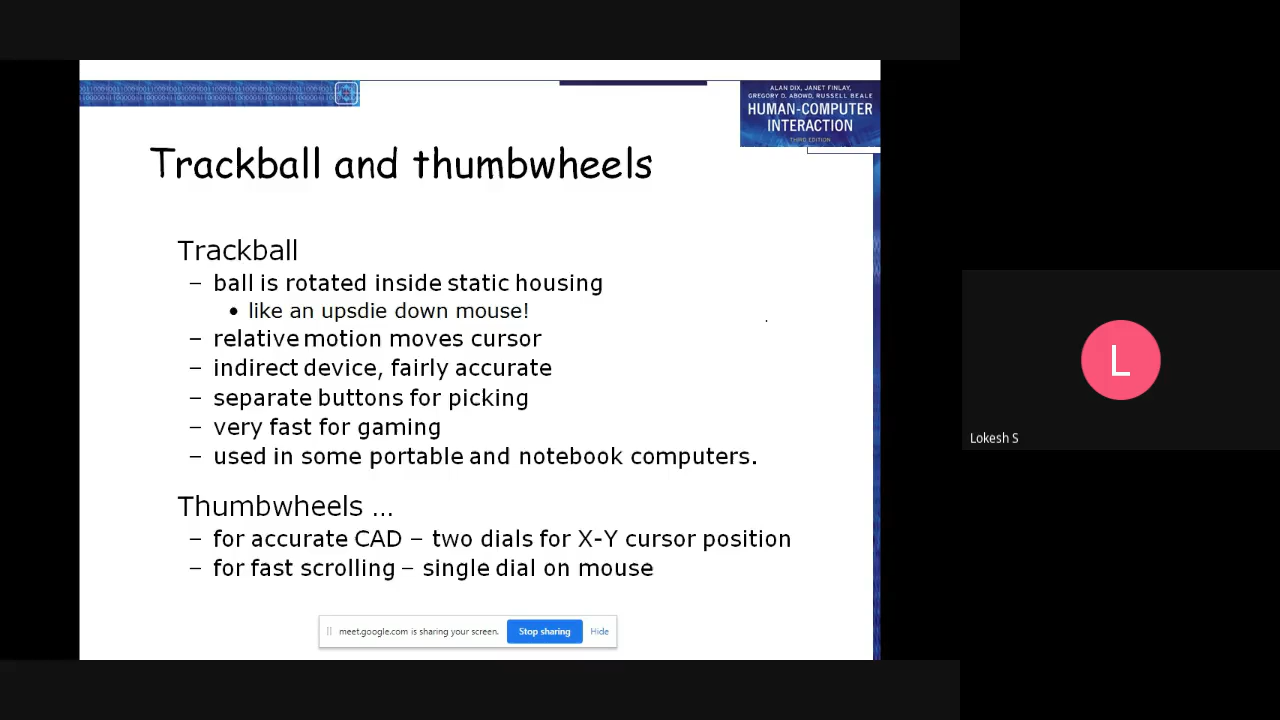 ALAN DIX, JANET FINLAY,
GREGORY D. ABOWD, RUSSELL BEALE
HUMAN-COMPUTER
INTERACTION
THIRD EDITION
Trackball and thumbwheels
Trackball
– ball is rotated inside static housing
• like an upsdie down mouse!
– relative motion moves cursor
– indirect device, fairly accurate
– separate buttons for picking
– very fast for gaming
– used in some portable and notebook computers.
Thumbwheels ...
– for accurate CAD – two dials for X-Y cursor position
– for fast scrolling – single dial on mouse
meet.google.com is sharing your screen. Stop sharing Hide
L
Lokesh S